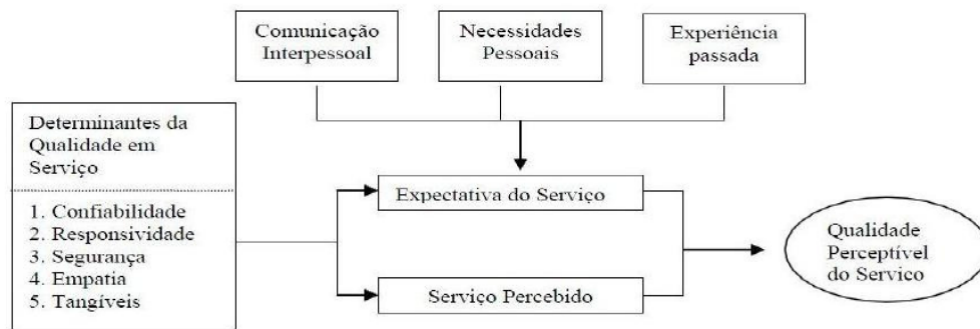 Comunicação
Interpessoal
Necessidades
Pessoais
Experiência
passada
Determinantes da
Qualidade em
Serviço
1. Confiabilidade
2. Responsividade
3. Segurança
4. Empatia
5. Tangíveis
Expectativa do Serviço
Serviço Percebido
Qualidade
Perceptível
do Servico